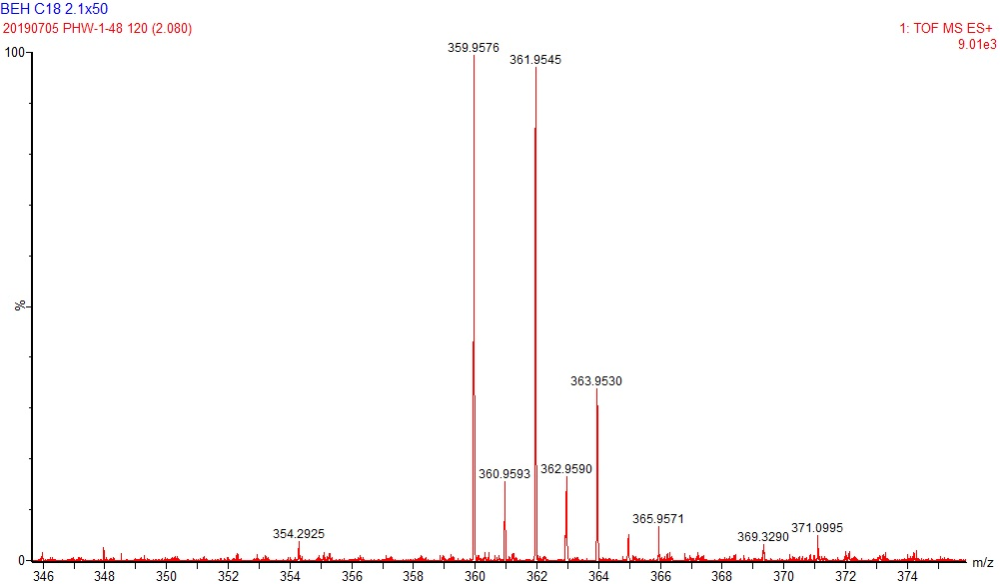 BEH C18 2.1x50
20190705 PHW-1-48 120 (2.080)
1: TOF MS ES+
9.01e3
100
%
0
359.9576
361.9545
363.9530
360.9593
362.9590
365.9571
354.2925
369.3290
371.0995
346 348 350 352 354 356 358 360 362 364 366 368 370 372 374 m/z